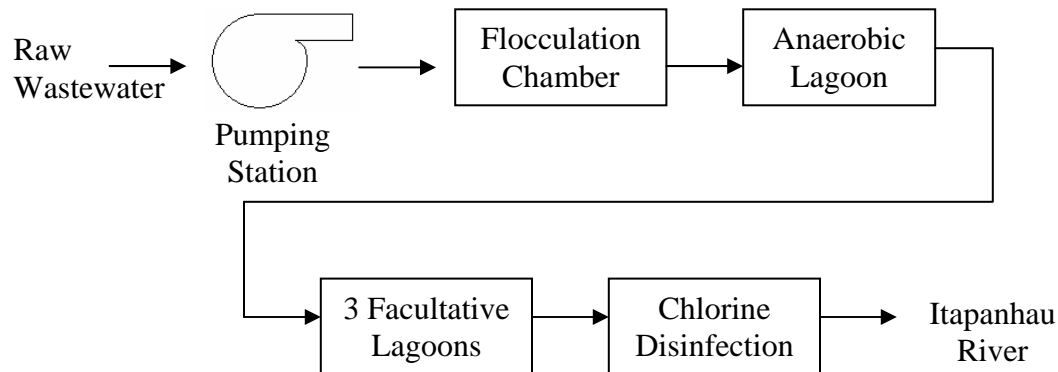 Raw
Wastewater
Pumping
Station
Flocculation
Chamber
Anaerobic
Lagoon
3 Facultative
Lagoons
Chlorine
Disinfection
Itapanhau
River